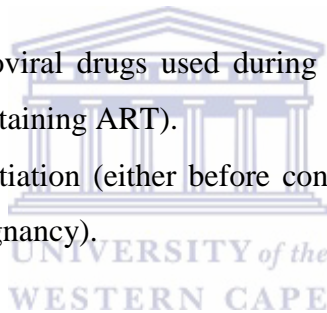 oviral drugs used during
taining ART).
tiation (either before con
gnancy).
UNIVERSITY of the
WESTERN CAPE